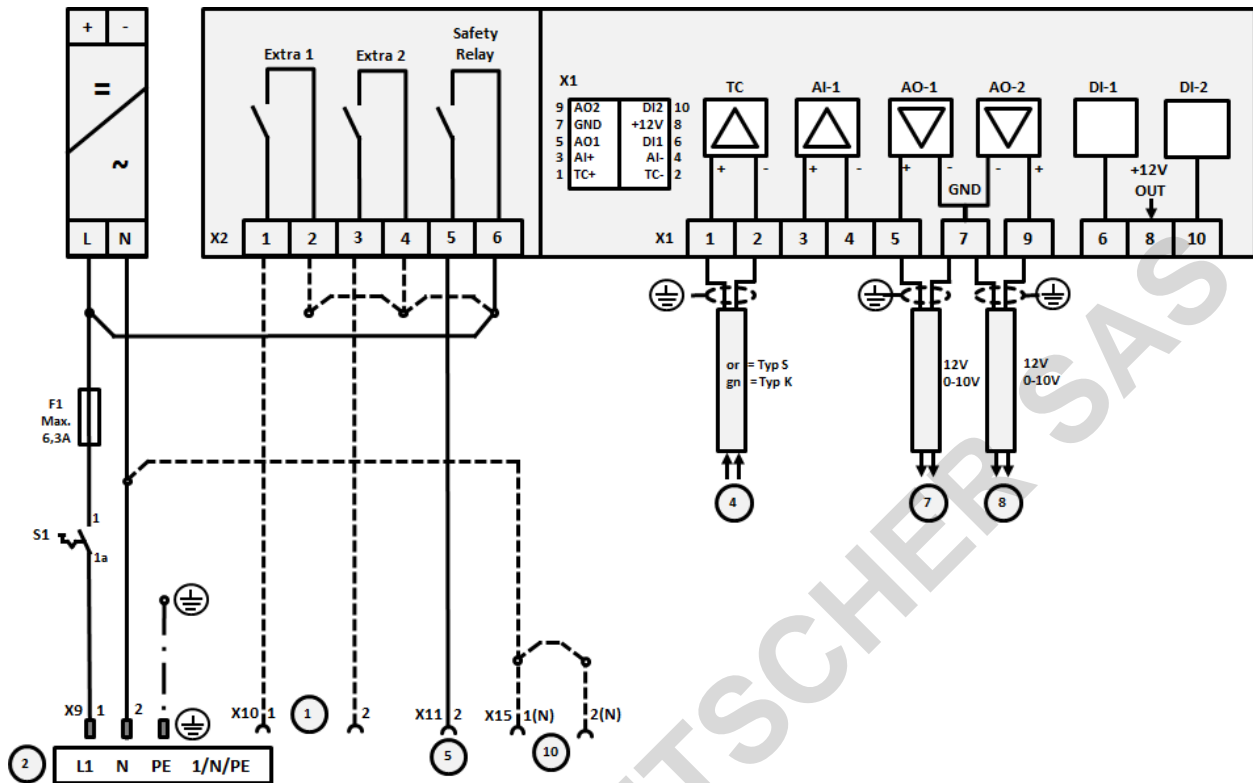 + -
=
~
L N
Extra 1 Extra 2 Safety Relay
X2 1 2 3 4 5 6
X1
9 AO2 DI2 10
7 GND +12V 8
5 AO1 DI1 6
3 AI+ AI- 4
1 TC+ TC- 2
TC AI-1 AO-1 AO-2 DI-1 DI-2
+ - + - + - - +
GND
+12V
OUT
X1 1 2 3 4 5 7 9 6 8 10
or = Typ S
gn =Typ K
12V
0-10V
12V
0-10V
4 7 8
F1
Max.
6,3A
S1
1
1a
X9 1 2
X10 1 1 2
X11 2
X15 1(N) 2(N)
5
10
2
L1 N PE 1/N/PE
TSCHER SAS